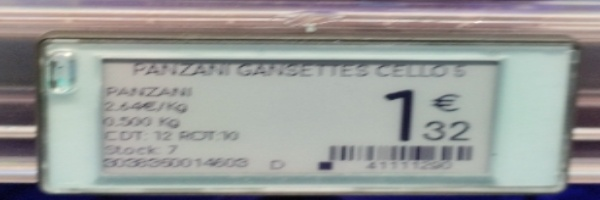 PANZANI GANSETTES CELLO 5
PANZANI
2.64€/Kg
0.500 Kg
CDT: 12 ROT:10
Stock: 7
3038350014603 D
1 € 32
41111290